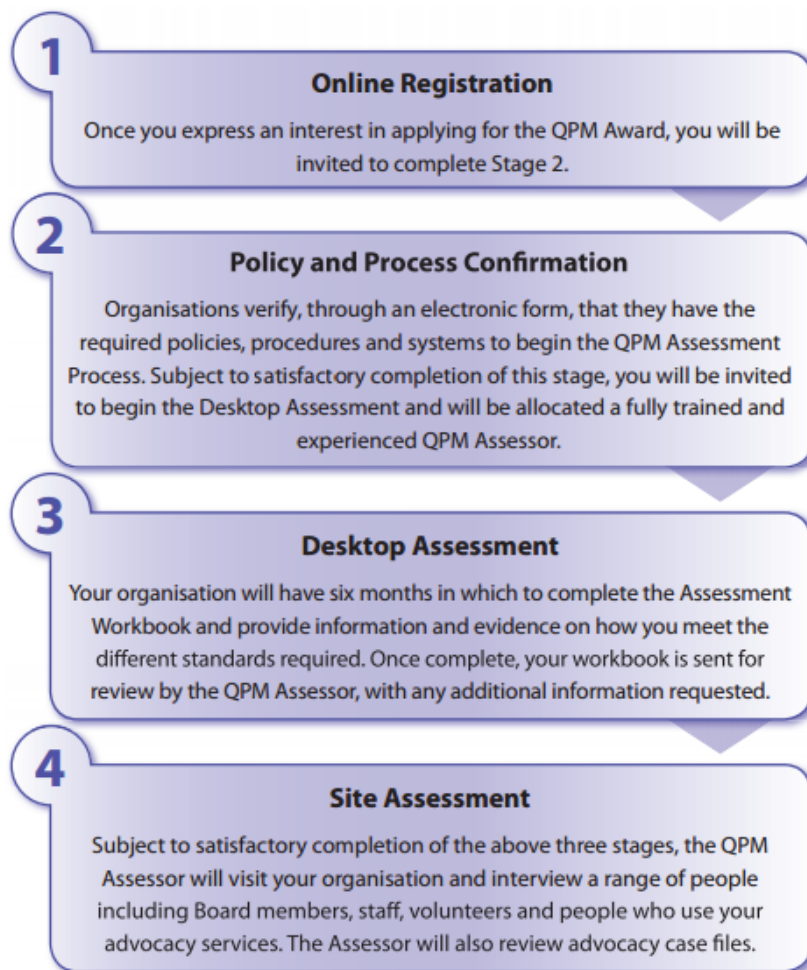 1
Online Registration
Once you express an interest in applying for the QPM Award, you will be
invited to complete Stage 2.
2
Policy and Process Confirmation
Organisations verify, through an electronic form, that they have the
required policies, procedures and systems to begin the QPM Assessment
Process. Subject to satisfactory completion of this stage, you will be invited
to begin the Desktop Assessment and will be allocated a fully trained and
experienced QPM Assessor.
3
Desktop Assessment
Your organisation will have six months in which to complete the Assessment
Workbook and provide information and evidence on how you meet the
different standards required. Once complete, your workbook is sent for
review by the QPM Assessor, with any additional information requested.
4
Site Assessment
Subject to satisfactory completion of the above three stages, the QPM
Assessor will visit your organisation and interview a range of people
including Board members, staff, volunteers and people who use your
advocacy services. The Assessor will also review advocacy case files.